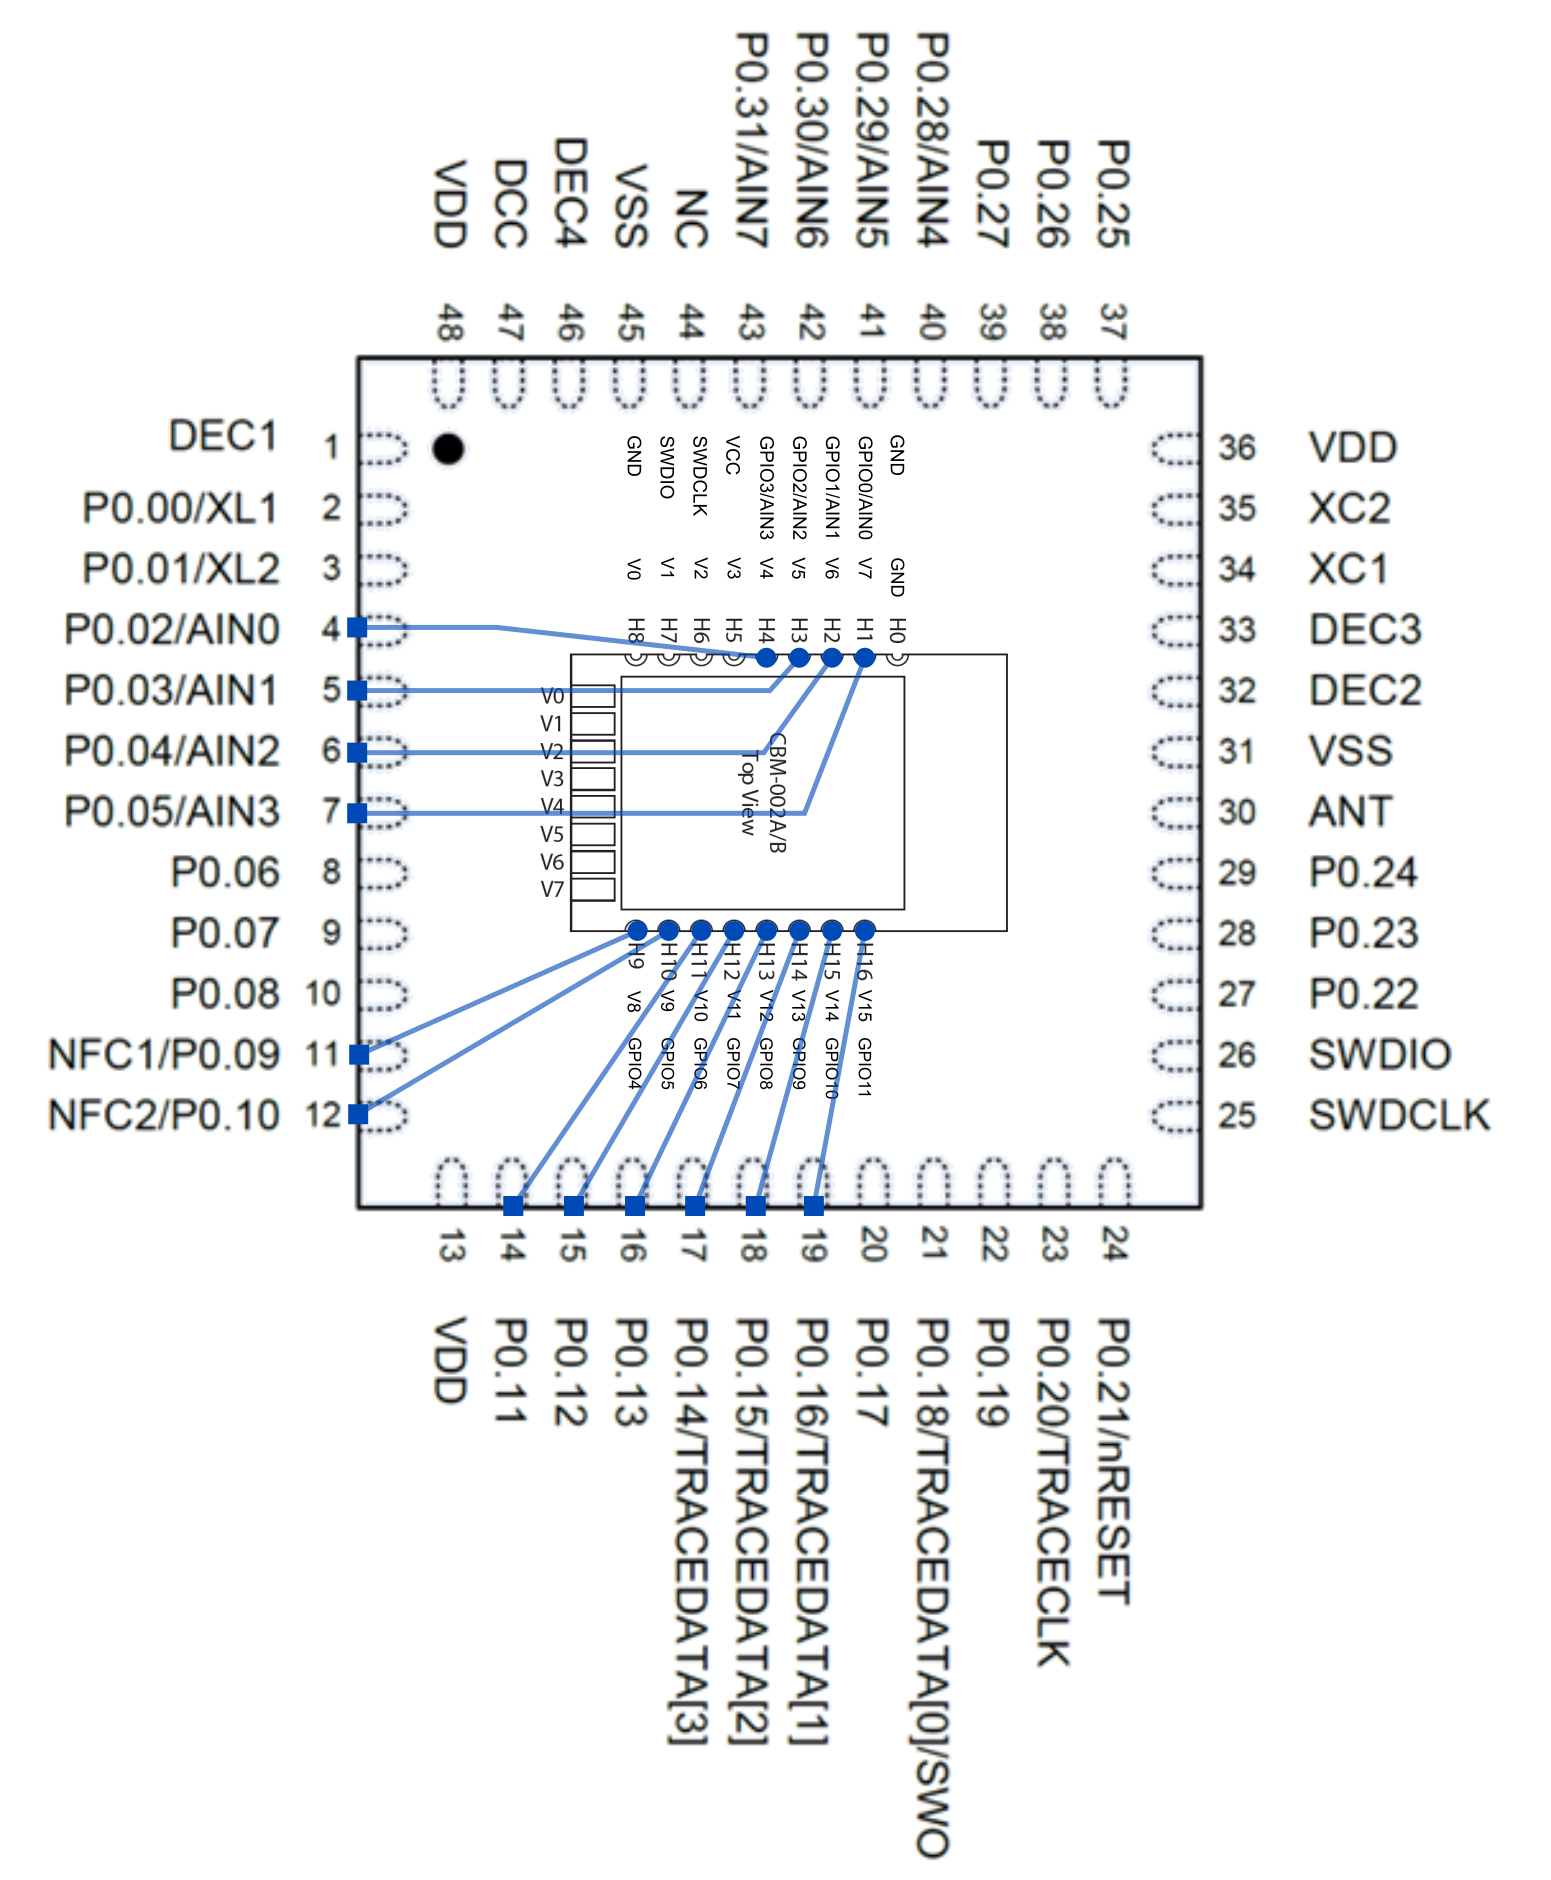 P0.31/AIN7
P0.30/AIN6
P0.29/AIN5
P0.28/AIN4
VDD
DCC
DEC4
VSS
NC
P0.27
P0.26
P0.25
48
47
46
45
44
43
42
41
40
39
38
37
DEC1 1
P0.00/XL1 2
P0.01/XL2 3
P0.02/AIN0 4
P0.03/AIN1 5
P0.04/AIN2 6
P0.05/AIN3 7
P0.06 8
P0.07 9
P0.08 10
NFC1/P0.09 11
NFC2/P0.10 12
GND
SWDIO
SWDCLK
VCC
GPIO3/AIN3
GPIO2/AIN2
GPIO1/AIN1
GPIO0/AIN0
GND
V0
V1
V2
V3
V4
V5
V6
V7
GND
H8
H7
H6
H5
H4
H3
H2
H1
H0
V0
V1
V2
V3
V4
V5
V6
V7
CBM-002A/B
Top View
H9
H10
H11
H12
H13
H14
H15
H16
V8
V9
V10
V11
V12
V13
V14
V15
GPIO4
GPIO5
GPIO6
GPIO7
GPIO8
GPIO9
GPIO10
GPIO11
36 VDD
35 XC2
34 XC1
33 DEC3
32 DEC2
31 VSS
30 ANT
29 P0.24
28 P0.23
27 P0.22
26 SWDIO
25 SWDCLK
13
14
15
16
17
18
19
20
21
22
23
24
VDD
P0.11
P0.12
P0.13
P0.14/TRACEDATA[3]
P0.15/TRACEDATA[2]
P0.16/TRACEDATA[1]
P0.17
P0.18/TRACEDATA[0]/SWO
P0.19
P0.20/TRACECLK
P0.21/nRESET